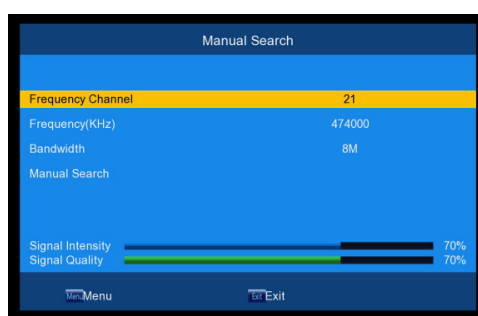 Manual Search
Frequency Channel 21
Frequency(KHz) 474000
Bandwidth 8M
Manual Search
Signal Intensity 70%
Signal Quality 70%
Menu Menu Exit Exit